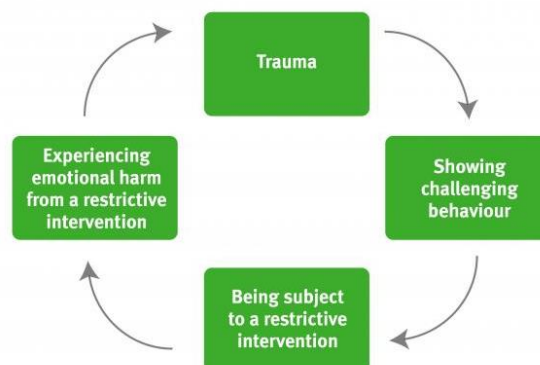 Trauma
Showing
challenging
behaviour
Being subject
to a restrictive
intervention
Experiencing
emotional harm
from a restrictive
intervention